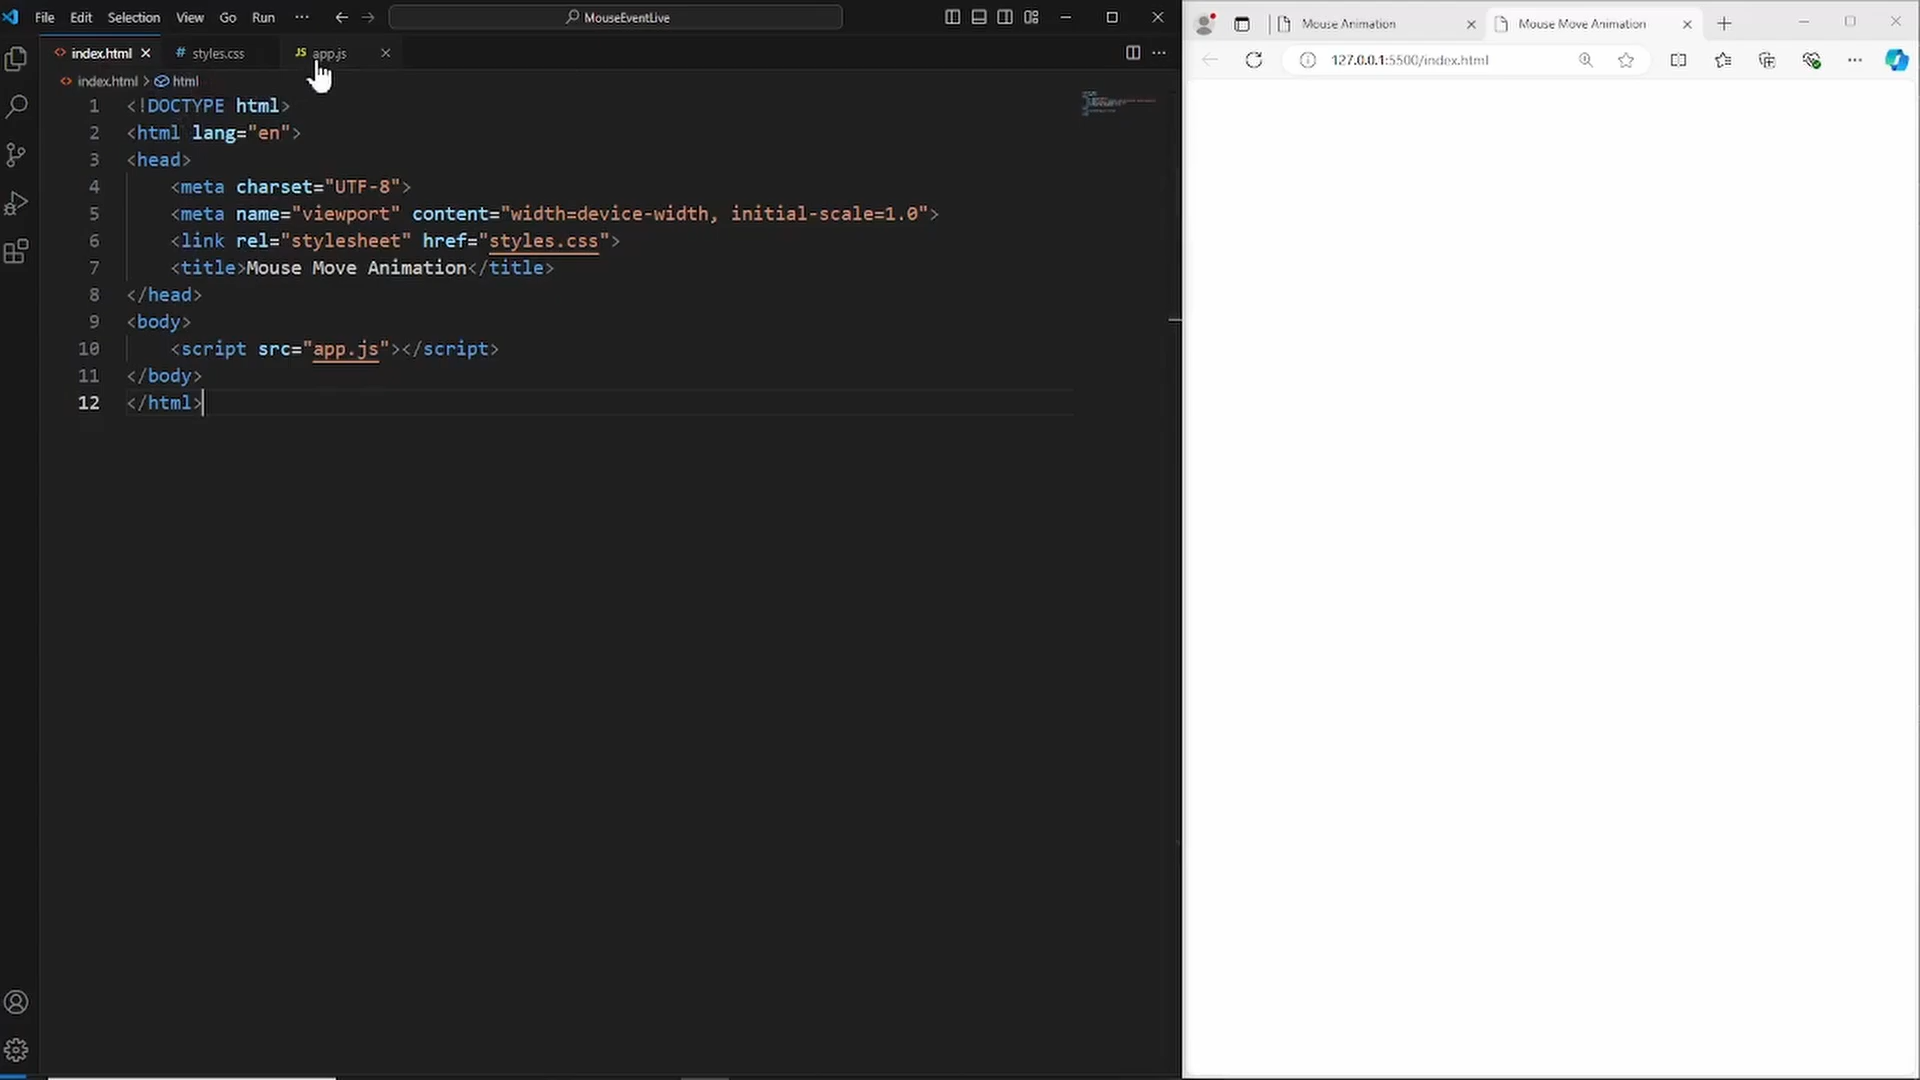 File Edit Selection View Go Run ··· MouseEventLive
index.html # styles.css JS app.js
index.html > html
1 <!DOCTYPE html>
2 <html lang="en">
3 <head>
4 <meta charset="UTF-8">
5 <meta name="viewport" content="width=device-width, initial-scale=1.0">
6 <link rel="stylesheet" href="styles.css">
7 <title>Mouse Move Animation</title>
8 </head>
9 <body>
10 <script src="app.js"></script>
11 </body>
12 </html>
Mouse Animation Mouse Move Animation
127.0.0.1:5500/index.html